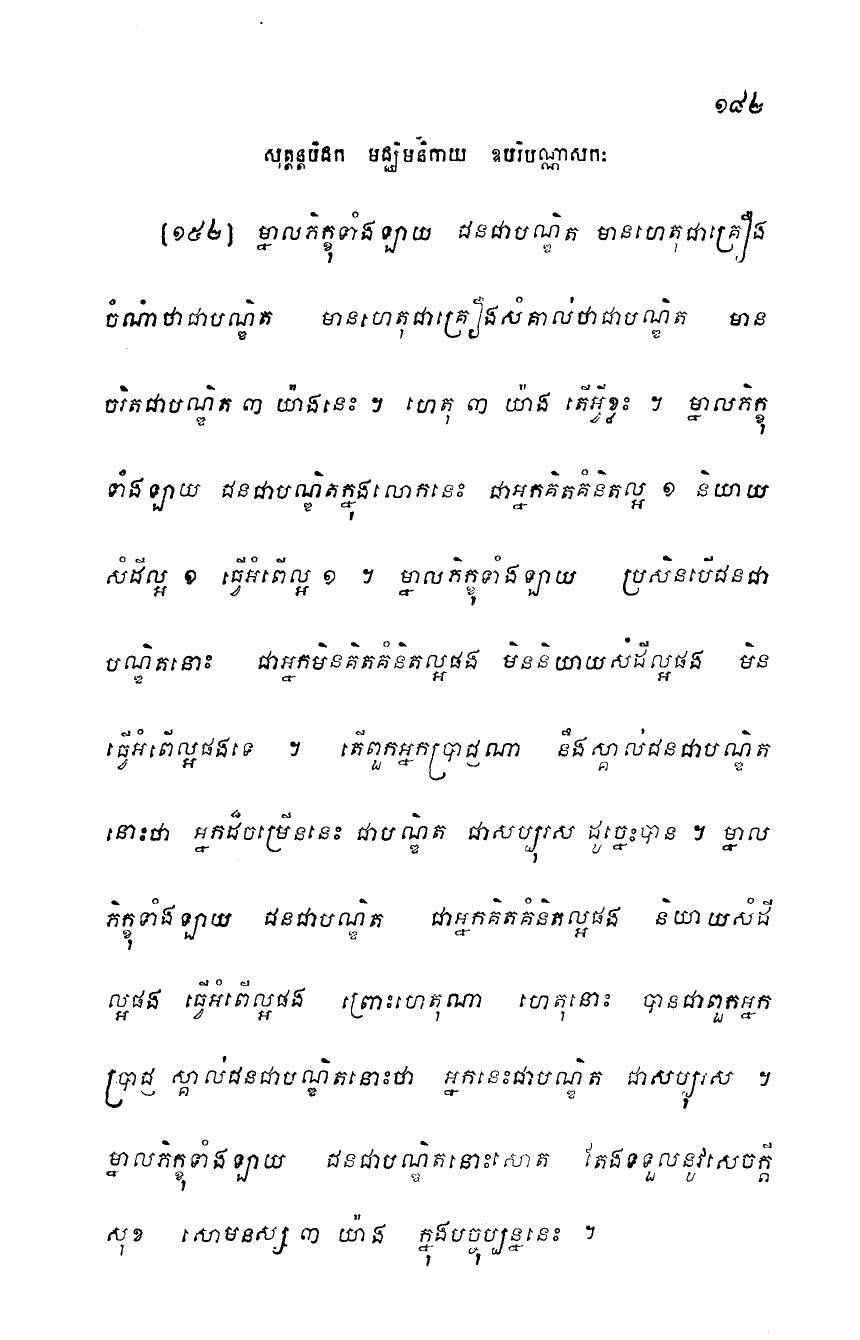 ១៨២
សុត្តន្តបិដក មជ្ឈិមនិកាយ ឧបរិបណ្ណាសកៈ
[១៩២] ម្នាលភិក្ខុទាំងឡាយ ជនជាបណ្ឌិត មានហេតុជាគ្រឿង
ចំណាំថាជាបណ្ឌិត មានហេតុជាគ្រឿងសំគាល់ថាជាបណ្ឌិត មាន
ចរិតជាបណ្ឌិត ៣ យ៉ាងនេះ ។ ហេតុ ៣ យ៉ាង តើអ្វីខ្លះ ។ ម្នាលភិក្ខុ
ទាំងឡាយ ជនជាបណ្ឌិតក្នុងលោកនេះ ជាអ្នកគិតគំនិតល្អ ១ និយាយ
សំដីល្អ ១ ធ្វើអំពើល្អ ១ ។ ម្នាលភិក្ខុទាំងឡាយ ប្រសិនបើជនជា
បណ្ឌិតនោះ ជាអ្នកមិនគិតគំនិតល្អផង មិននិយាយសំដីល្អផង មិន
ធ្វើអំពើល្អផងទេ ។ តើពួកអ្នកប្រាជ្ញណា នឹងស្គាល់ជនជាបណ្ឌិត
នោះថា អ្នកដ៏ចម្រើននេះ ជាបណ្ឌិត ជាសប្បុរស ដូច្នេះបាន ។ ម្នាល
ភិក្ខុទាំងឡាយ ជនជាបណ្ឌិត ជាអ្នកគិតគំនិតល្អផង និយាយសំដី
ល្អផង ធ្វើអំពើល្អផង ព្រោះហេតុណា ហេតុនោះ បានជាពួកអ្នក
ប្រាជ្ញ ស្គាល់ជនជាបណ្ឌិតនោះថា អ្នកនេះជាបណ្ឌិត ជាសប្បុរស ។
ម្នាលភិក្ខុទាំងឡាយ ជនជាបណ្ឌិតនោះសោត តែងទទួលនូវសេចក្តី
សុខ សោមនស្ស ៣ យ៉ាង ក្នុងបច្ចុប្បន្ននេះ ។